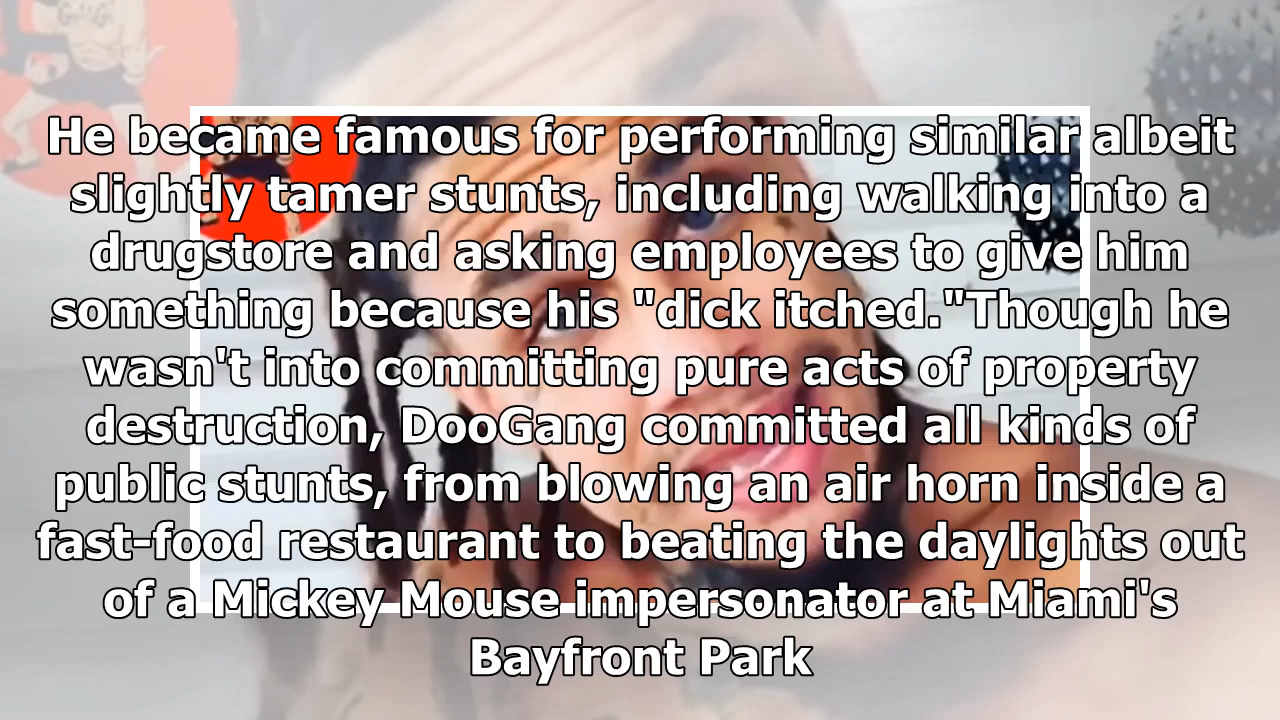 He became famous for performing similar albeit
slightly tamer stunts, including walking into a
drugstore and asking employees to give him
something because his "dick itched."Though he
wasn't into committing pure acts of property
destruction, DooGang committed all kinds of
public stunts, from blowing an air horn inside a
fast-food restaurant to beating the daylights out
of a Mickey Mouse impersonator at Miami's
Bayfront Park